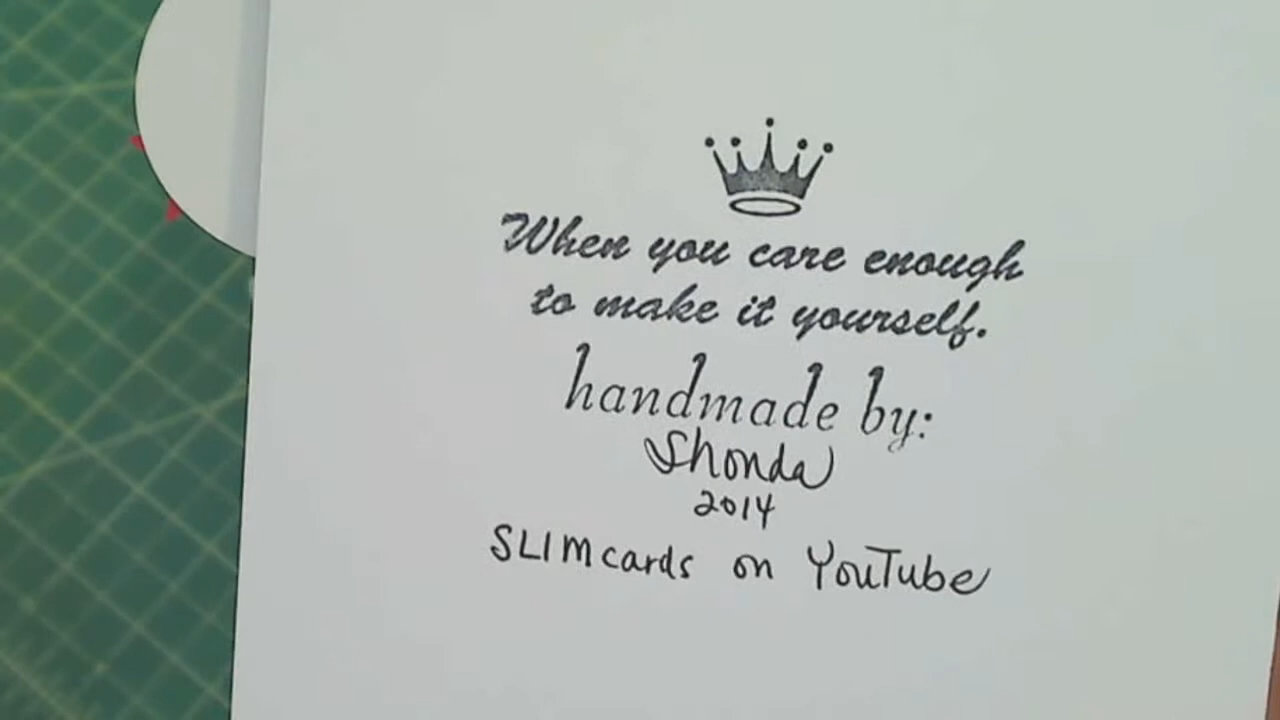 When you care enough
to make it yourself.
handmade by:
Shonda
2014
SLIMcards on YouTube